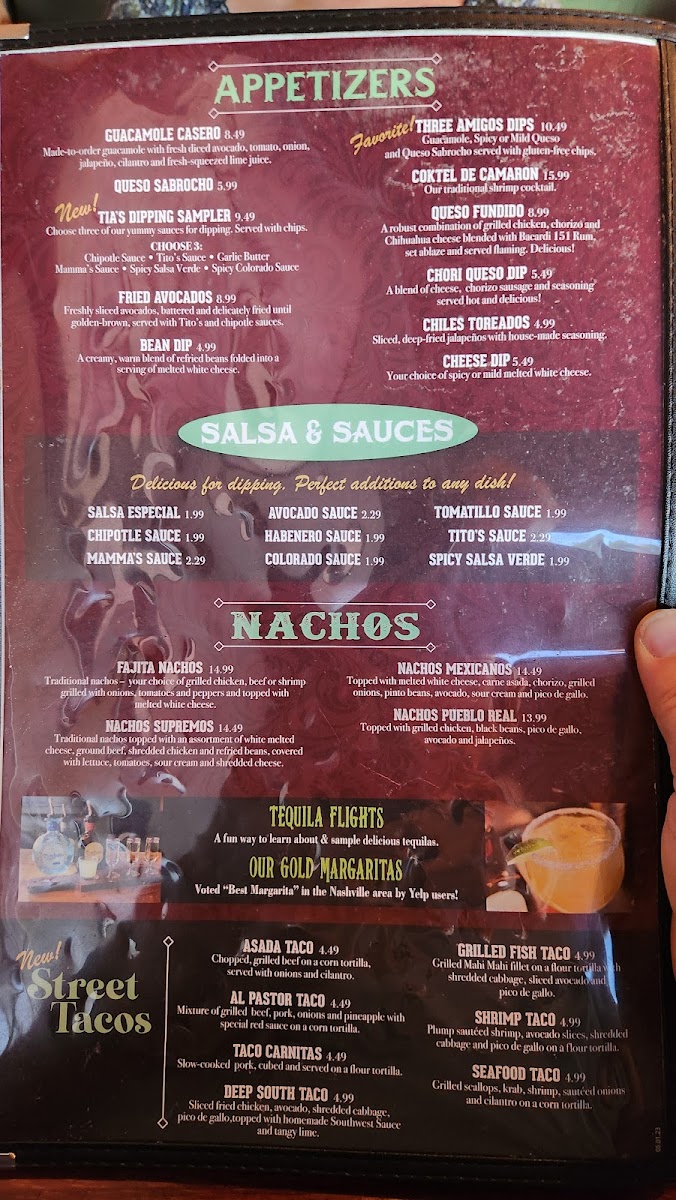 APPETIZERS
GUACAMOLE CASERO 8.49
Made-to-order guacamole with fresh diced avocado, tomato, onion,
jalapeño, cilantro and fresh-squeezed lime juice.
QUESO SABROCHO 5.99
New!
TIA'S DIPPING SAMPLER 9.49
Choose three of our yummy sauces for dipping. Served with chips.
CHOOSE 3:
Chipotle Sauce • Tito's Sauce • Garlic Butter
Mamma's Sauce • Spicy Salsa Verde • Spicy Colorado Sauce
FRIED AVOCADOS 8.99
Freshly sliced avocados, battered and delicately fried until
golden-brown, served with Tito's and chipotle sauces.
BEAN DIP 4.99
A creamy, warm blend of refried beans folded into a
serving of melted white cheese.
Favorite!
THREE AMIGOS DIPS 10.49
Guacamole, Spicy or Mild Queso
and Queso Sabrocho served with gluten-free chips.
COKTEL DE CAMARON 15.99
Our traditional shrimp cocktail.
QUESO FUNDIDO 8.99
A robust combination of grilled chicken, chorizo and
Chihuahua cheese blended with Bacardi 151 Rum,
set ablaze and served flaming. Delicious!
CHORI QUESO DIP 5.49
A blend of cheese, chorizo sausage and seasoning
served hot and delicious!
CHILES TOREADOS 4.99
Sliced, deep-fried jalapeños with house-made seasoning.
CHEESE DIP 5.49
Your choice of spicy or mild melted white cheese.
SALSA & SAUCES
Delicious for dipping. Perfect additions to any dish!
SALSA ESPECIAL 1.99
CHIPOTLE SAUCE 1.99
MAMMA'S SAUCE 2.29
AVOCADO SAUCE 2.29
HABENERO SAUCE 1.99
COLORADO SAUCE 1.99
TOMATILLO SAUCE 1.99
TITO'S SAUCE 2.29
SPICY SALSA VERDE 1.99
NACHOS
FAJITA NACHOS 14.99
Traditional nachos – your choice of grilled chicken, beef or shrimp
grilled with onions, tomatoes and peppers and topped with
melted white cheese.
NACHOS SUPREMOS 14.49
Traditional nachos topped with an assortment of white melted
cheese, ground beef, shredded chicken and refried beans, covered
with lettuce, tomatoes, sour cream and shredded cheese.
NACHOS MEXICANOS 14.49
Topped with melted white cheese, carne asada, chorizo, grilled
onions, pinto beans, avocado, sour cream and pico de gallo.
NACHOS PUEBLO REAL 13.99
Topped with grilled chicken, black beans, pico de gallo,
avocado and jalapeños.
TEQUILA FLIGHTS
A fun way to learn about & sample delicious tequilas.
OUR GOLD MARGARITAS
Voted "Best Margarita" in the Nashville area by Yelp users!
New!
Street
Tacos
ASADA TACO 4.49
Chopped, grilled beef on a corn tortilla,
served with onions and cilantro.
AL PASTOR TACO 4.49
Mixture of grilled beef, pork, onions and pineapple with
special red sauce on a corn tortilla.
TACO CARNITAS 4.49
Slow-cooked pork, cubed and served on a flour tortilla.
DEEP SOUTH TACO 4.99
Sliced fried chicken, avocado, shredded cabbage,
pico de gallo,topped with homemade Southwest Sauce
and tangy lime.
GRILLED FISH TACO 4.99
Grilled Mahi Mahi fillet on a flour tortilla with
shredded cabbage, sliced avocado and
pico de gallo.
SHRIMP TACO 4.99
Plump sautéed shrimp, avocado slices, shredded
cabbage and pico de gallo on a flour tortilla.
SEAFOOD TACO 4.99
Grilled scallops, krab, shrimp, sautéed onions
and cilantro on a corn tortilla.
05.01.23